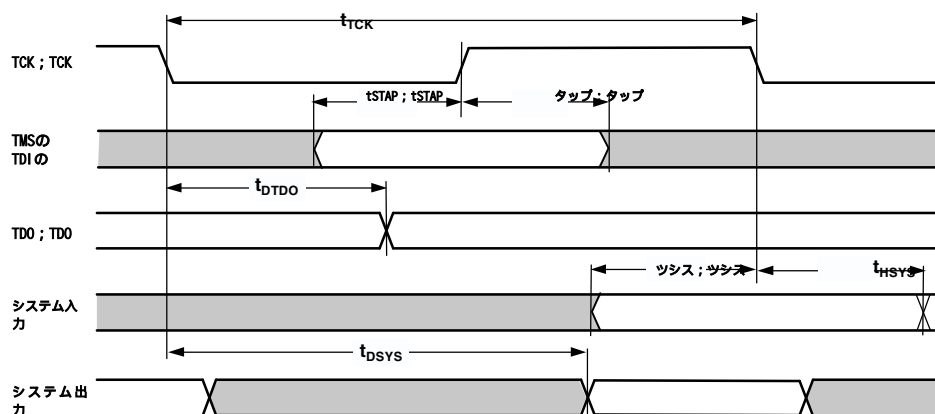 tTCK
TCK ; TCK
tSTAP ; tSTAP
タップ ; タップ
TMSの
TDIの
tDTDO
TDO ; TDO
ツシス ; ツシス
tHSYS
システム入
力
tDSYS
システム出
力